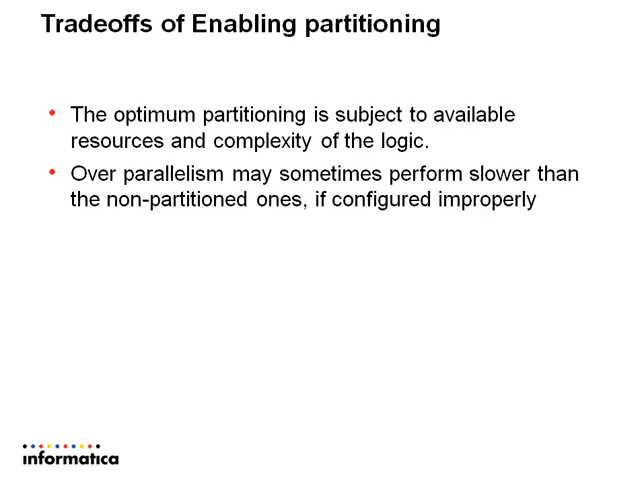 Tradeoffs of Enabling partitioning
• The optimum partitioning is subject to available
resources and complexity of the logic.
• Over parallelism may sometimes perform slower than
the non-partitioned ones, if configured improperly
informatica